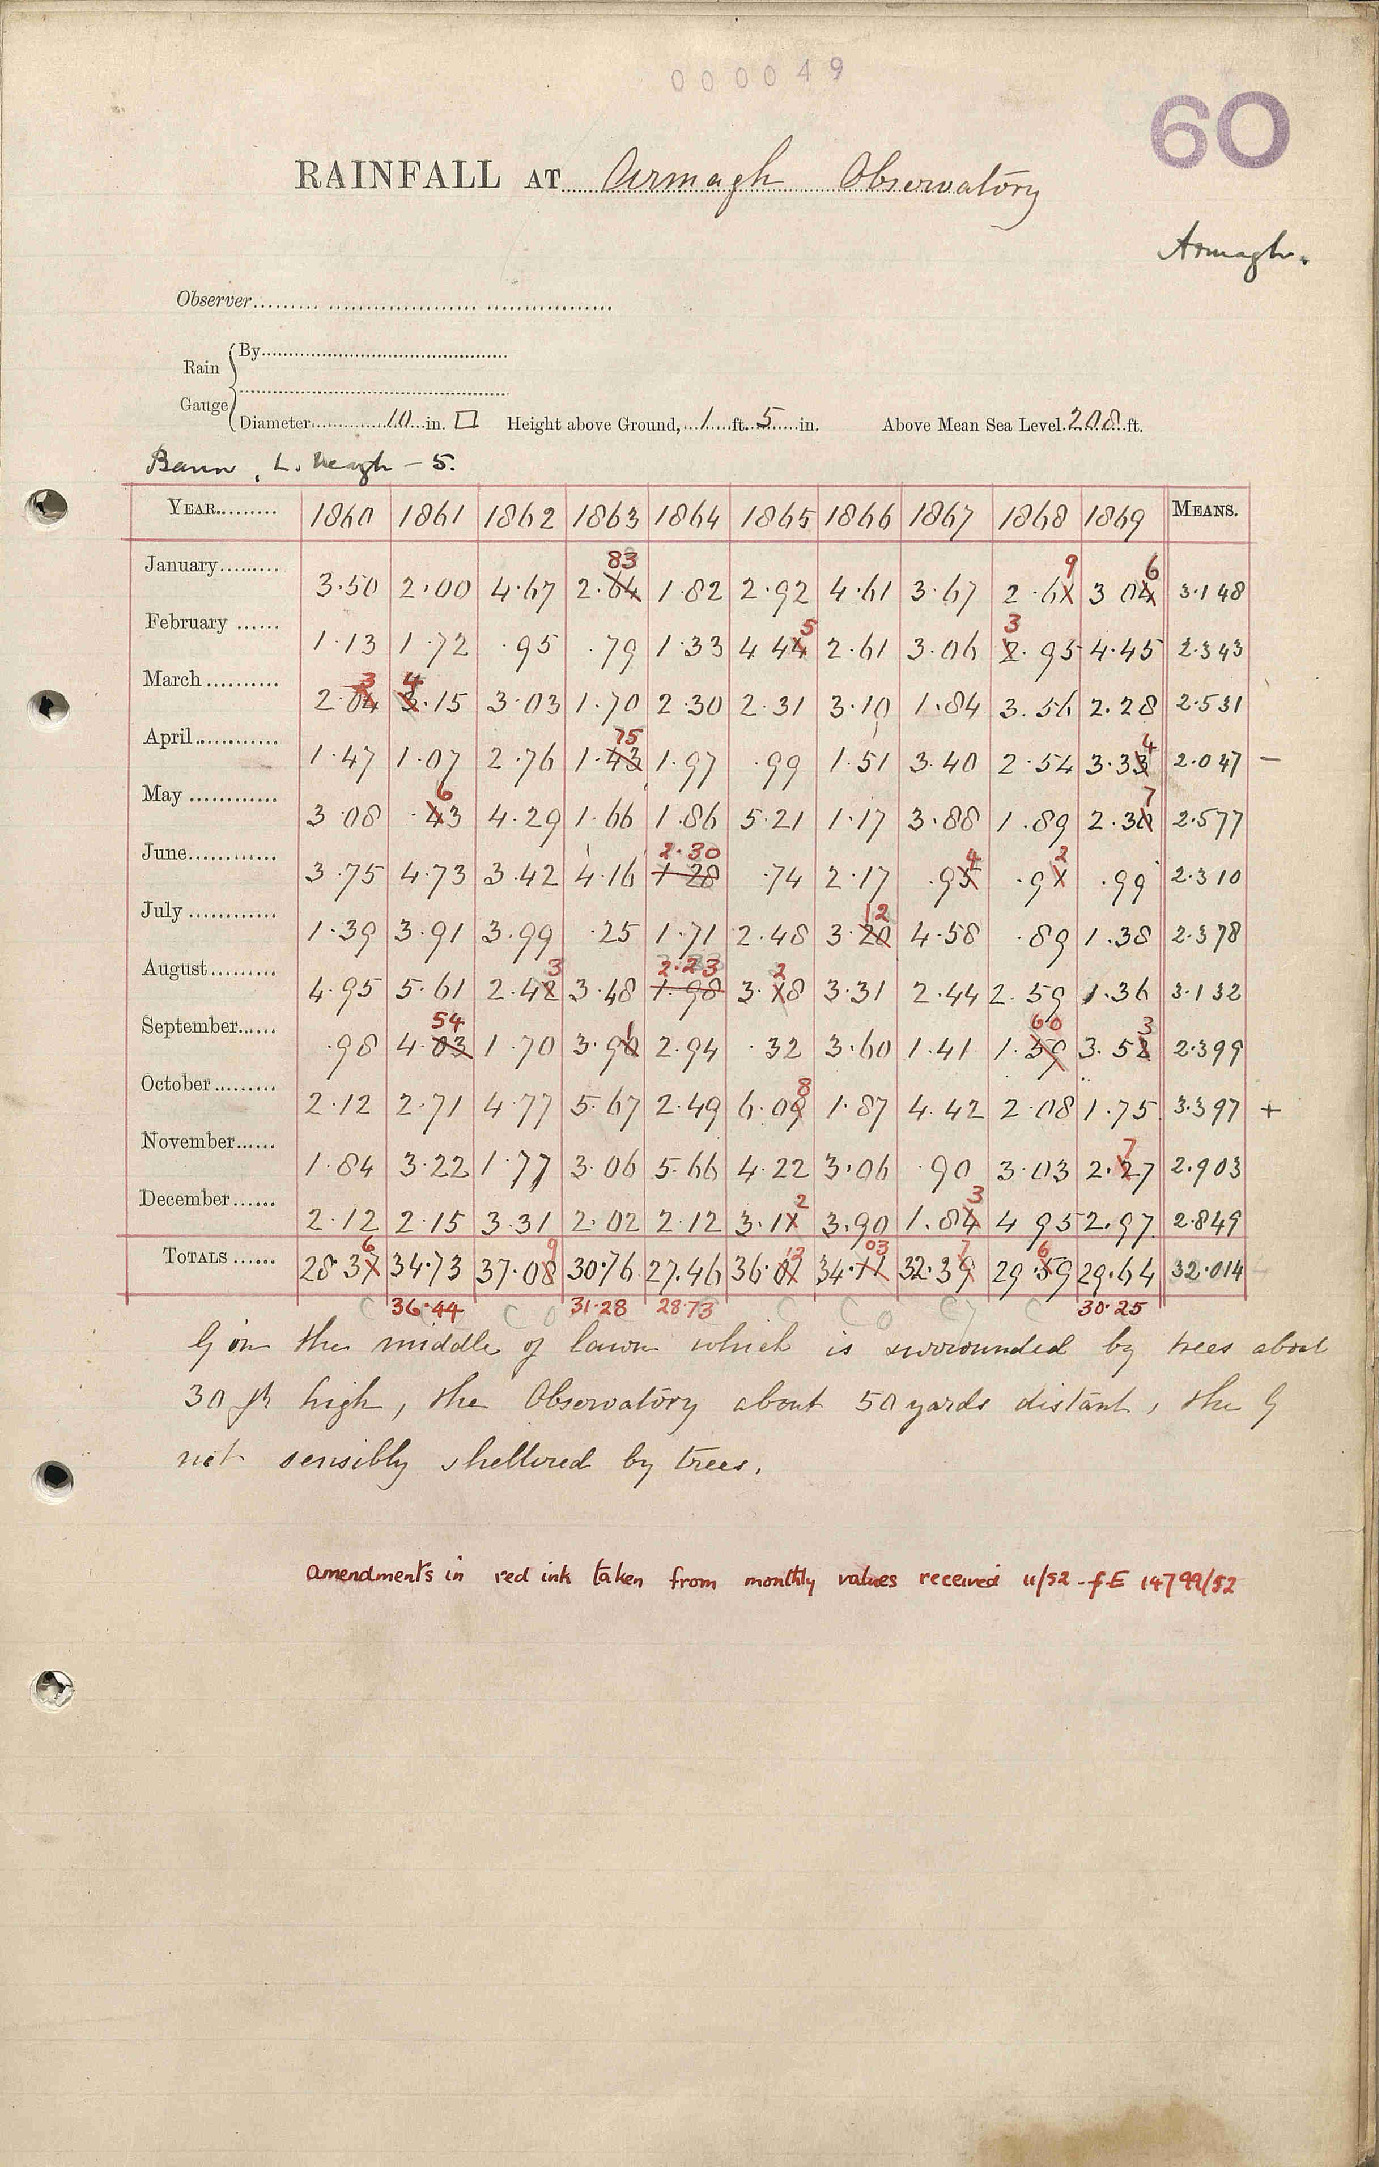 000049
60
RAINFALL AT Armagh Observatory
Armagh.
Observer
Rain Gauge { By
Diameter 10 in. □ Height above Ground, 1 ft. 5 in. Above Mean Sea Level 208 ft.
Bann, L. Neagh - 5.
YEAR 1860 1861 1862 1863 1864 1865 1866 1867 1868 1869 MEANS.
83 9 6
January 3.50 2.00 4.67 2.64 1.82 2.92 4.61 3.67 2.61 3.04 3.148
5 3
February 1.13 1.72 .95 .79 1.33 4.44 2.61 3.06 2.95 4.45 2.343
3 4
March 2.04 3.15 3.03 1.70 2.30 2.31 3.10 1.84 3.56 2.28 2.531
75 4
April 1.47 1.07 2.76 1.43 1.97 .99 1.51 3.40 2.54 3.33 2.047 -
6 7
May 3.08 .43 4.29 1.66 1.86 5.21 1.17 3.88 1.89 2.30 2.577
2.30 4 2
June 3.75 4.73 3.42 4.16 1.28 .74 2.17 .95 .91 .99 2.310
12
July 1.39 3.91 3.99 .25 1.71 2.48 3.20 4.58 .89 1.38 2.378
3 2.23 2
August 4.95 5.61 2.42 3.48 1.98 3.18 3.31 2.44 2.59 1.36 3.132
54 1 60 3
September .98 4.03 1.70 3.90 2.94 .32 3.60 1.41 1.59 3.52 2.399
8
October 2.12 2.71 4.77 5.67 2.49 6.09 1.87 4.42 2.08 1.75 3.397 +
7
November 1.84 3.22 1.77 3.06 5.66 4.22 3.06 .90 3.03 2.27 2.903
2 3
December 2.12 2.15 3.31 2.02 2.12 3.11 3.90 1.84 4.95 2.97 2.849
6 9 12 03 7 6
TOTALS 28.37 34.73 37.08 30.76 27.46 36.01 34.11 32.39 29.59 29.64 32.014
36.44 31.28 28.73 30.25
G in the middle of lawn which is surrounded by trees about
30 ft high, the Observatory about 50 yards distant, the G
not sensibly sheltered by trees.
Amendments in red ink taken from monthly values received 11/52 - f.E 14799/52